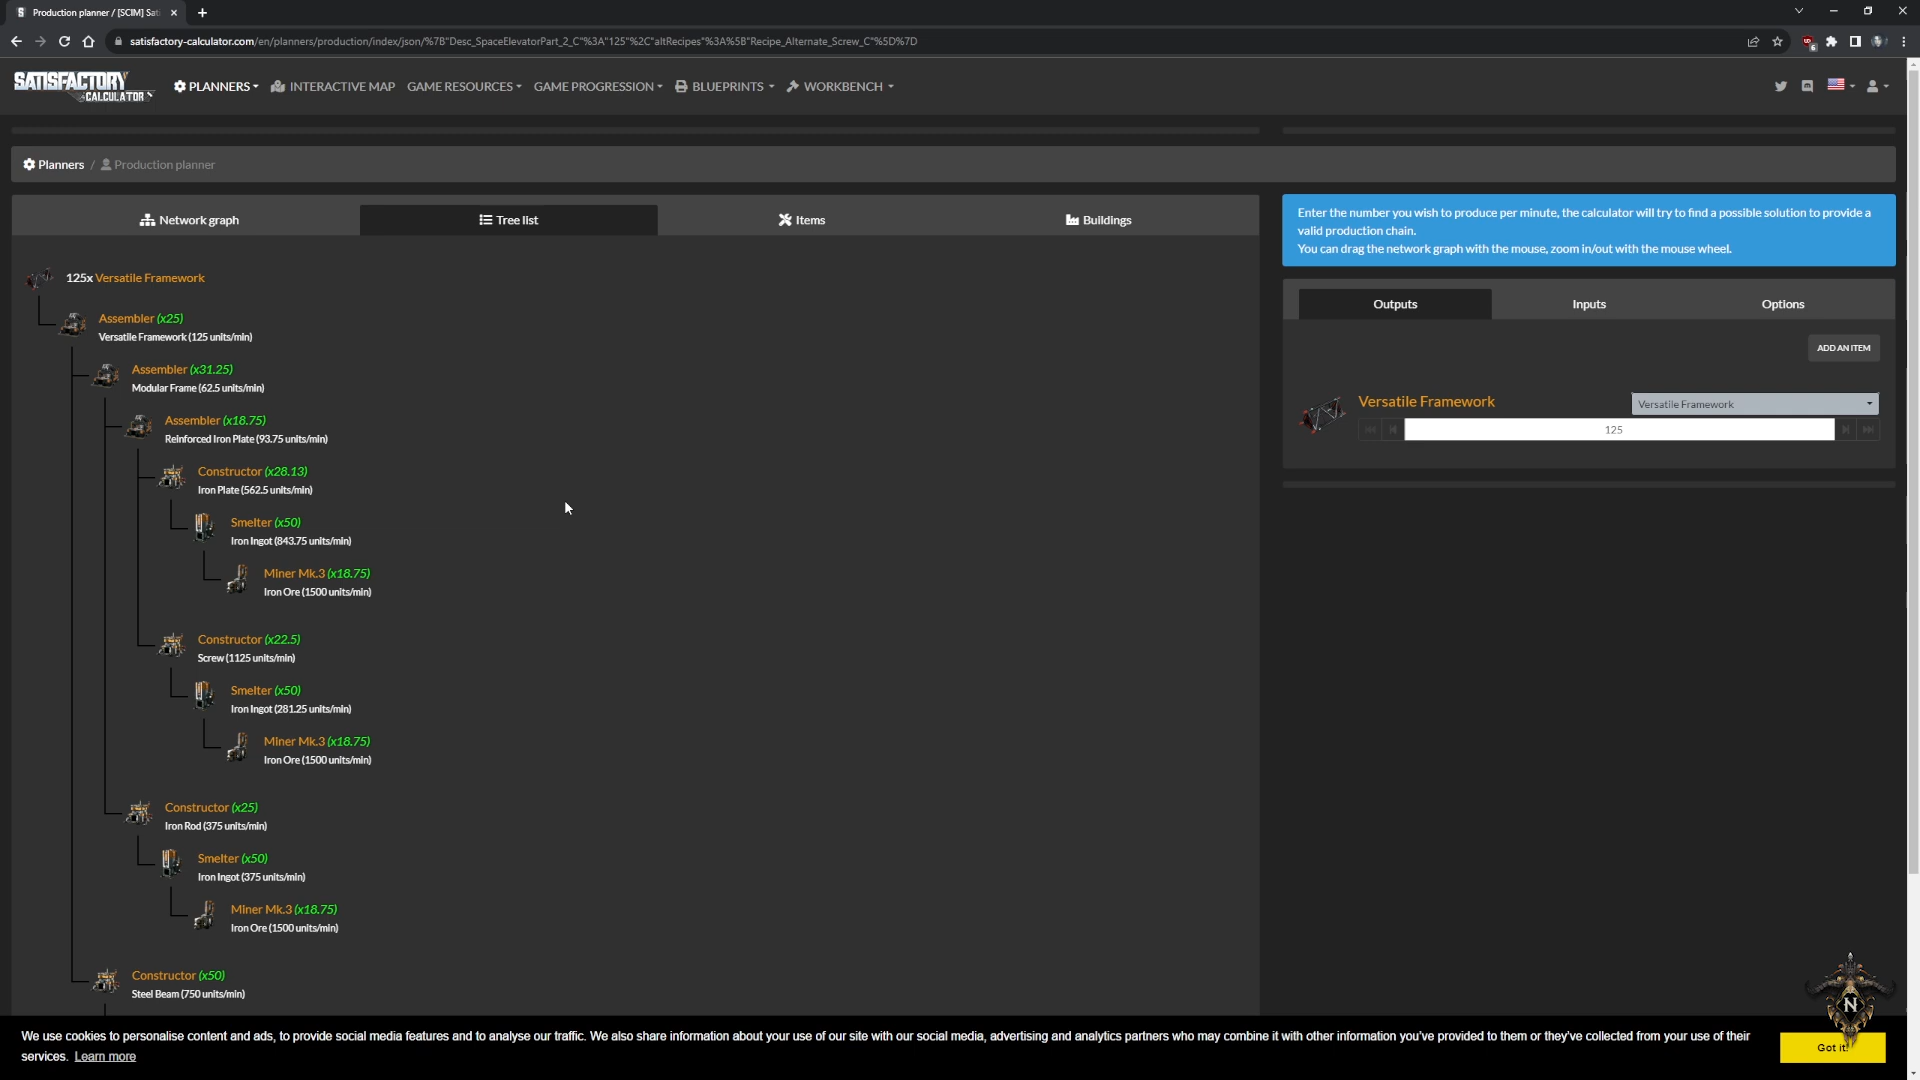 Production planner / [SCIM] Sati
satisfactory-calculator.com/en/planners/production/index/json/%7B"Desc_SpaceElevatorPart_2_C"%3A"125"%2C"altRecipes"%3A%5B"Recipe_Alternate_Screw_C"%5D%7D
6
SATISFACTORY
CALCULATOR
PLANNERS
INTERACTIVE MAP
GAME RESOURCES
GAME PROGRESSION
BLUEPRINTS
WORKBENCH
Planners / Production planner
Network graph
Tree list
Items
Buildings
125x Versatile Framework
Assembler (x25)
Versatile Framework (125 units/min)
Assembler (x31.25)
Modular Frame (62.5 units/min)
Assembler (x18.75)
Reinforced Iron Plate (93.75 units/min)
Constructor (x28.13)
Iron Plate (562.5 units/min)
Smelter (x50)
Iron Ingot (843.75 units/min)
Miner Mk.3 (x18.75)
Iron Ore (1500 units/min)
Constructor (x22.5)
Screw (1125 units/min)
Smelter (x50)
Iron Ingot (281.25 units/min)
Miner Mk.3 (x18.75)
Iron Ore (1500 units/min)
Constructor (x25)
Iron Rod (375 units/min)
Smelter (x50)
Iron Ingot (375 units/min)
Miner Mk.3 (x18.75)
Iron Ore (1500 units/min)
Constructor (x50)
Steel Beam (750 units/min)
Enter the number you wish to produce per minute, the calculator will try to find a possible solution to provide a
valid production chain.
You can drag the network graph with the mouse, zoom in/out with the mouse wheel.
Outputs
Inputs
Options
ADD AN ITEM
Versatile Framework
Versatile Framework
125
N
We use cookies to personalise content and ads, to provide social media features and to analyse our traffic. We also share information about your use of our site with our social media, advertising and analytics partners who may combine it with other information you've provided to them or they've collected from your use of their
services. Learn more
Got it!